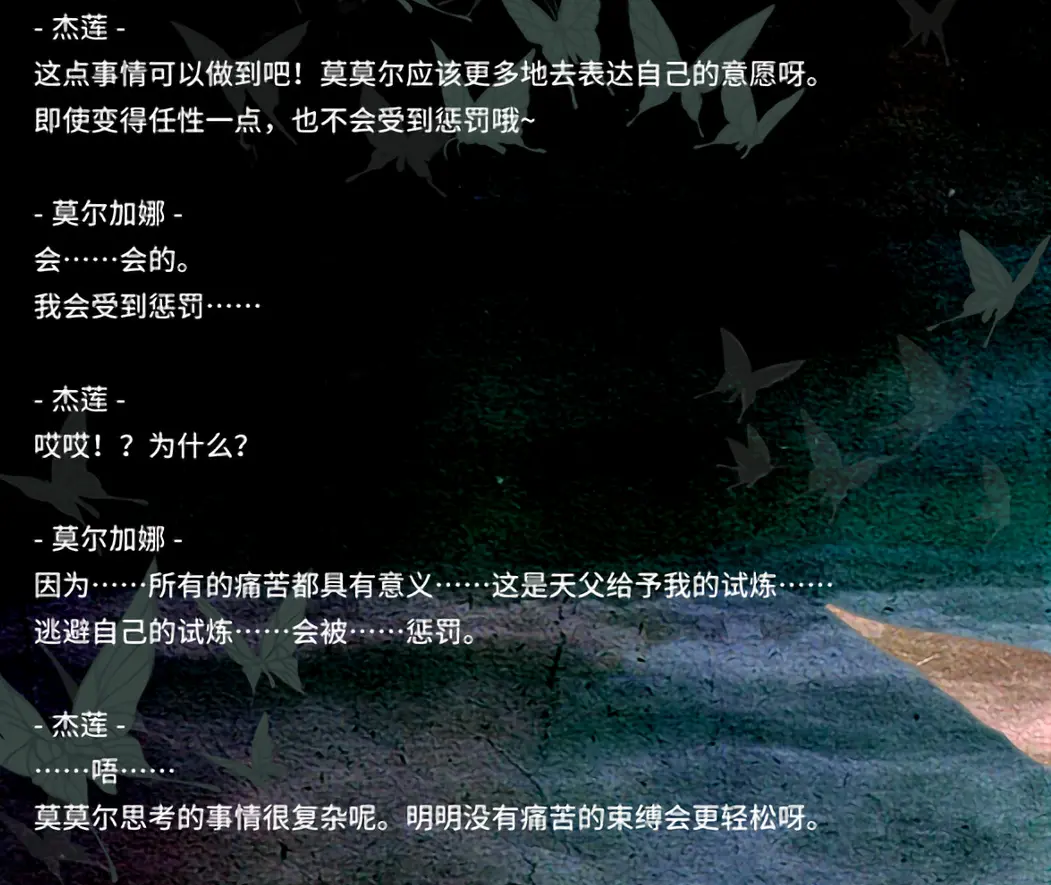 - 杰莲 -
这点事情可以做到吧！莫莫尔应该更多地去表达自己的意愿呀。
即使变得任性一点，也不会受到惩罚哦~
- 莫尔加娜 -
会……会的。
我会受到惩罚……
- 杰莲 -
哎哎！？为什么？
- 莫尔加娜 -
因为……所有的痛苦都具有意义……这是天父给予我的试炼……
逃避自己的试炼……会被……惩罚。
- 杰莲 -
……唔……
莫莫尔思考的事情很复杂呢。明明没有痛苦的束缚会更轻松呀。